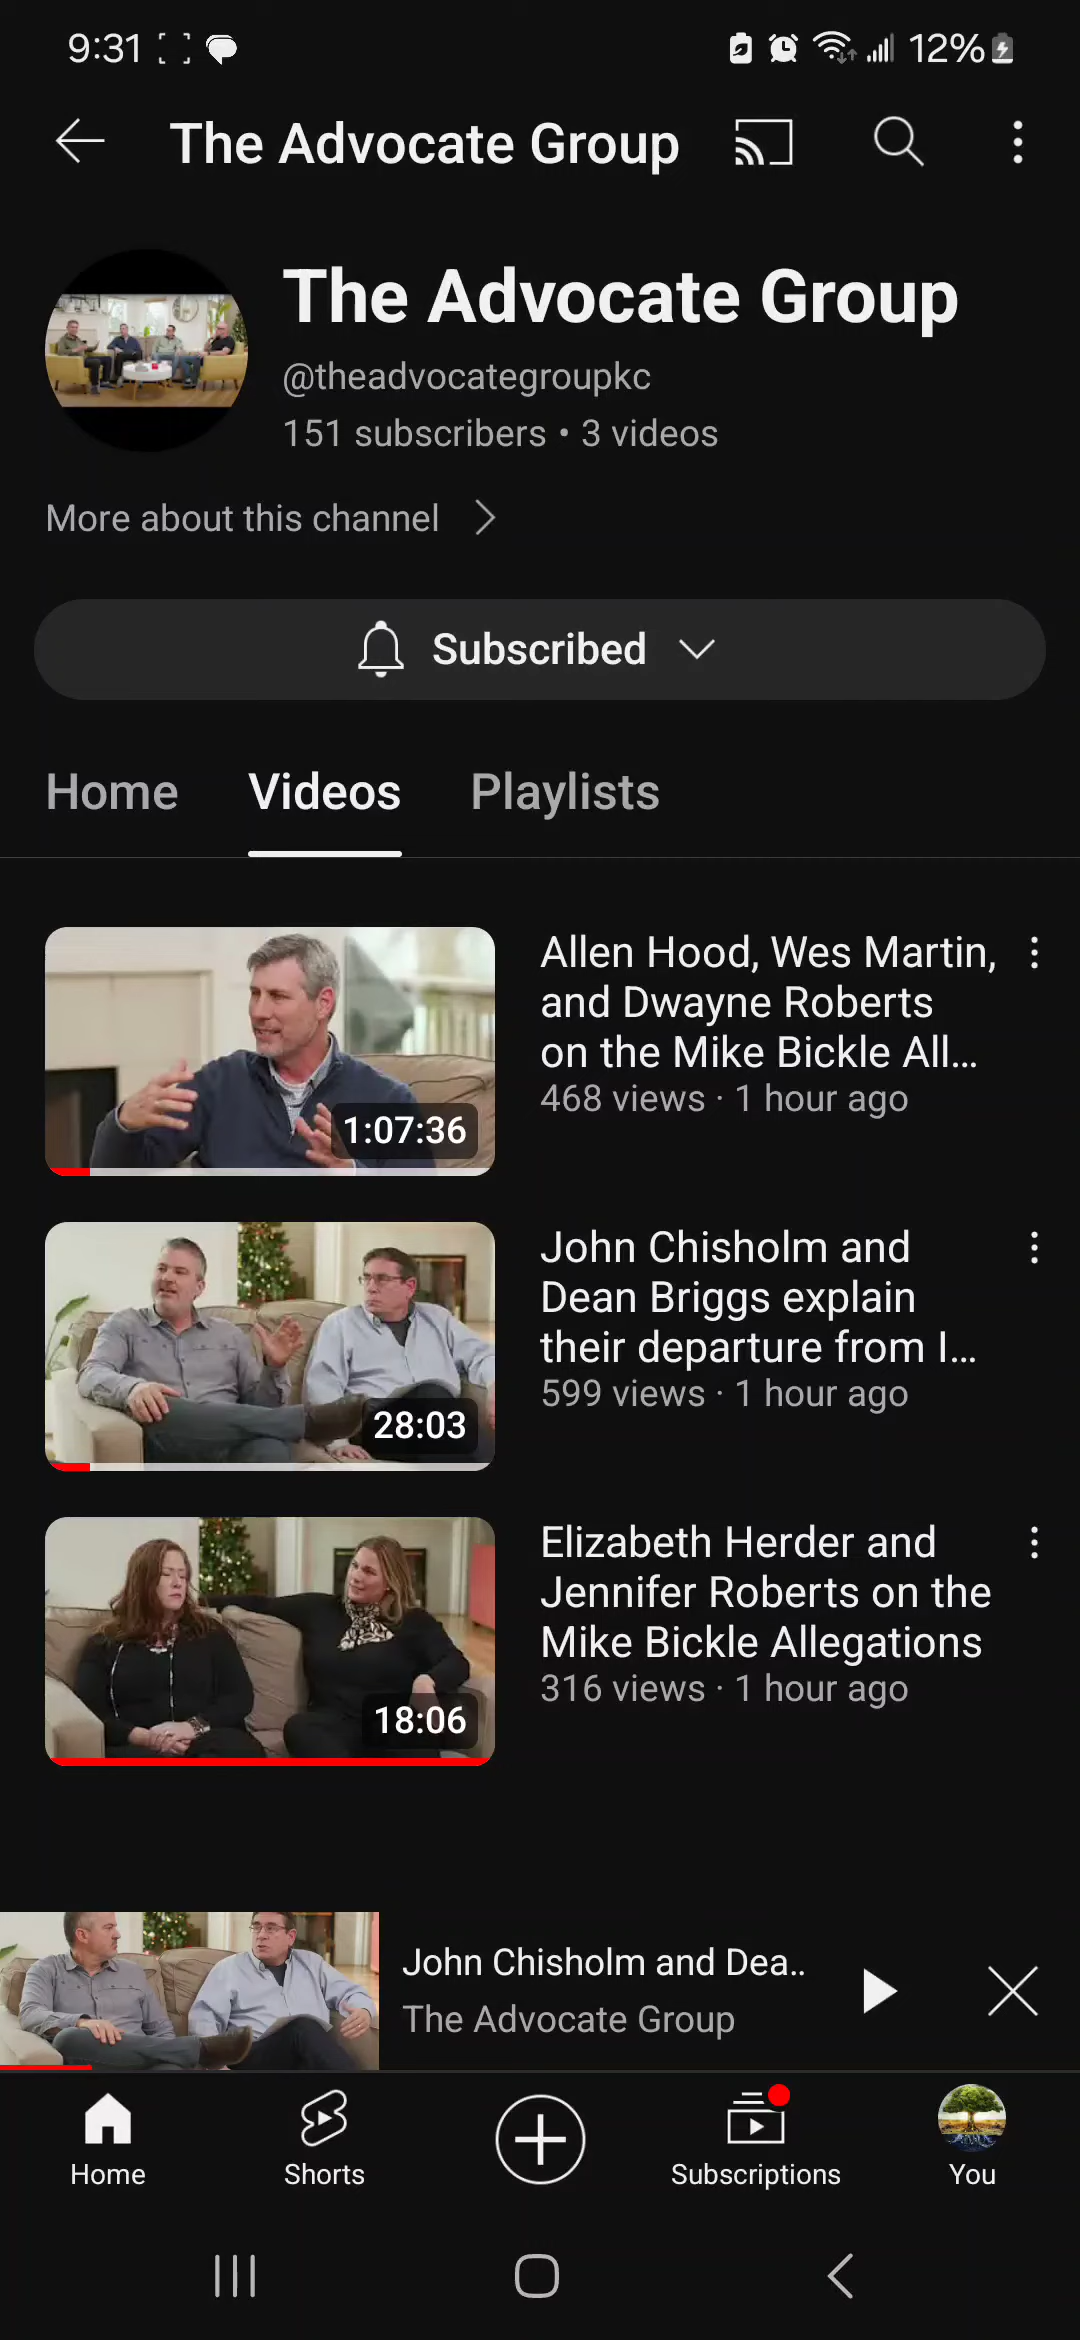 9:31
12%
The Advocate Group
The Advocate Group
@theadvocategroupkc
151 subscribers • 3 videos
More about this channel
Subscribed
Home Videos Playlists
Allen Hood, Wes Martin,
and Dwayne Roberts
on the Mike Bickle All...
468 views · 1 hour ago
1:07:36
John Chisholm and
Dean Briggs explain
their departure from I...
599 views · 1 hour ago
28:03
Elizabeth Herder and
Jennifer Roberts on the
Mike Bickle Allegations
316 views · 1 hour ago
18:06
John Chisholm and Dea..
The Advocate Group
Home Shorts Subscriptions You